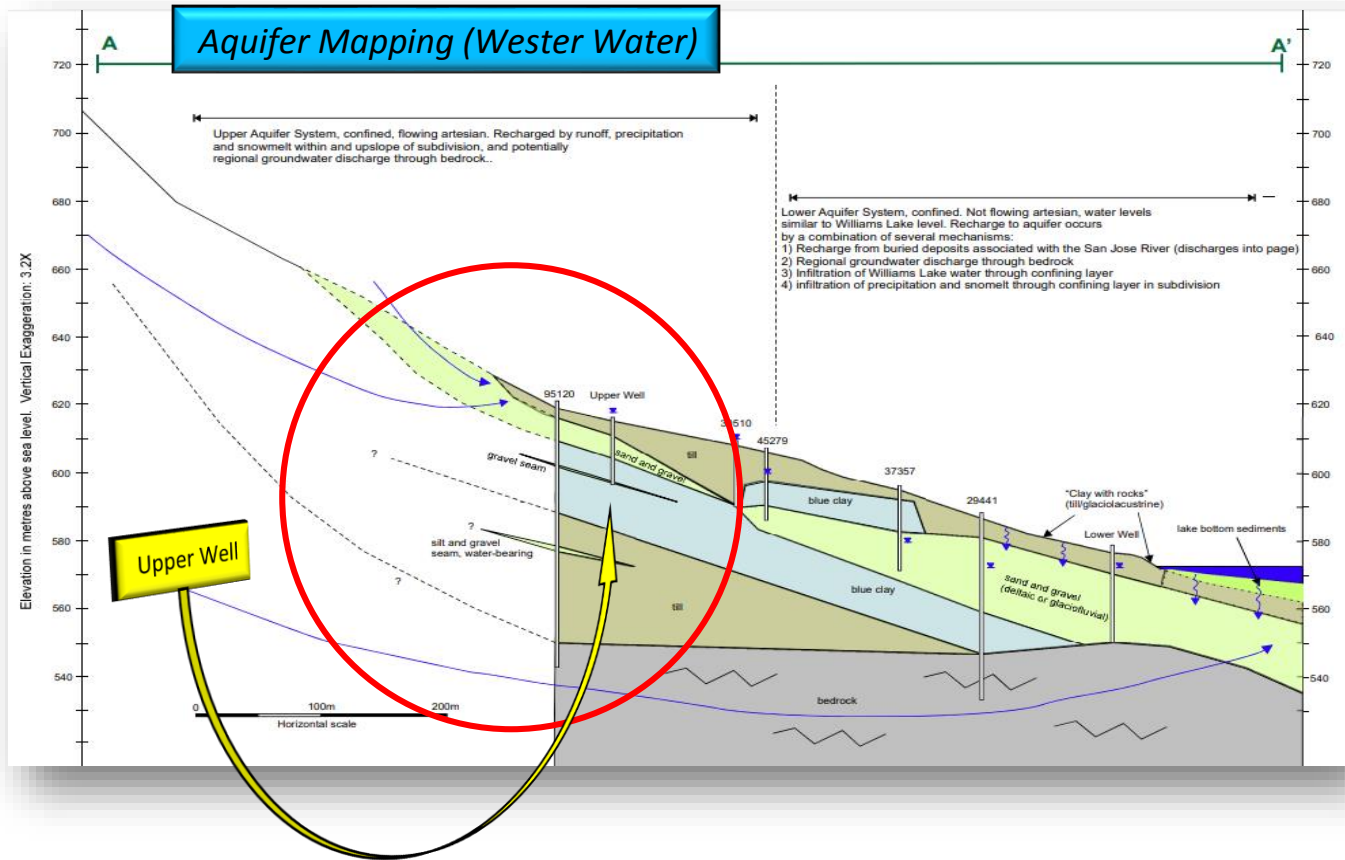 Aquifer Mapping (Wester Water)
A
A'
720
700
680
660
640
620
600
580
560
540
Elevation in metres above sea level. Vertical Exaggeration: 3.2X
720
700
680
660
640
620
600
580
560
540
Upper Aquifer System, confined, flowing artesian. Recharged by runoff, precipitation
and snowmelt within and upslope of subdivision, and potentially
regional groundwater discharge through bedrock..
Lower Aquifer System, confined. Not flowing artesian, water levels
similar to Williams Lake level. Recharge to aquifer occurs
by a combination of several mechanisms:
1) Recharge from buried deposits associated with the San Jose River (discharges into page)
2) Regional groundwater discharge through bedrock
3) Infiltration of Williams Lake water through confining layer
4) infiltration of precipitation and snomelt through confining layer in subdivision
95120
Upper Well
510
45279
37357
29441
Lower Well
"Clay with rocks"
(till/glaciolacustrine)
lake bottom sediments
?
gravel seam
sand and gravel
till
blue clay
?
silt and gravel
seam, water-bearing
?
till
blue clay
sand and gravel
(deltaic or glaciofluvial)
bedrock
Upper Well
0
100m
200m
Horizontal scale